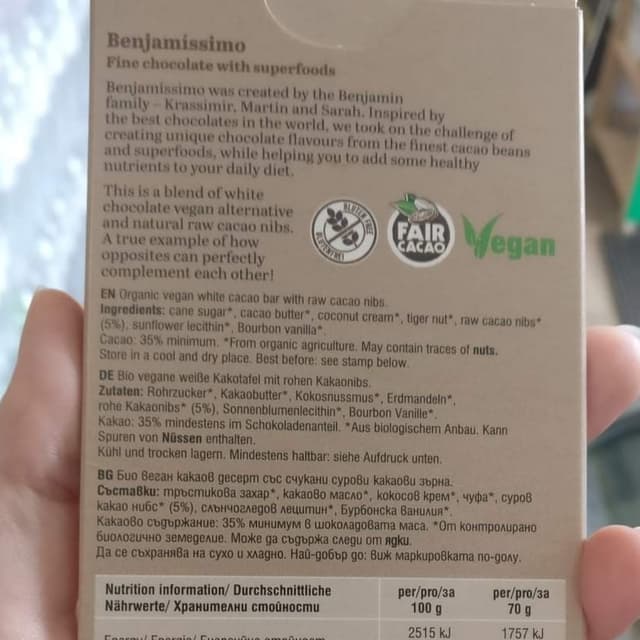 Benjamissimo
Fine chocolate with superfoods
Benjamissimo was created by the Benjamin
family – Krassimir, Martin and Sarah. Inspired by
the best chocolates in the world, we took on the challenge of
creating unique chocolate flavours from the finest cacao beans
and superfoods, while helping you to add some healthy
nutrients to your daily diet.
This is a blend of white
chocolate vegan alternative
and natural raw cacao nibs.
A true example of how
opposites can perfectly
complement each other!
GLUTEN FREE
GLUTENFREI
FAIR
CACAO
Vegan
EN Organic vegan white cacao bar with raw cacao nibs.
Ingredients: cane sugar*, cacao butter*, coconut cream*, tiger nut*, raw cacao nibs*
(5%), sunflower lecithin*, Bourbon vanilla*.
Cacao: 35% minimum. *From organic agriculture. May contain traces of nuts.
Store in a cool and dry place. Best before: see stamp below.
DE Bio vegane weiße Kakotafel mit rohen Kakaonibs.
Zutaten: Rohrzucker*, Kakaobutter*, Kokosnussmus*, Erdmandeln*,
rohe Kakaonibs* (5%), Sonnenblumenlecithin*, Bourbon Vanille*.
Kakao: 35% mindestens im Schokoladenanteil. *Aus biologischem Anbau. Kann
Spuren von Nüssen enthalten.
Kühl und trocken lagern. Mindestens haltbar: siehe Aufdruck unten.
BG Био веган какаов десерт със счукани сурови какаови зърна.
Съставки: тръстикова захар*, какаово масло*, кокосов крем*, чуфа*, суров
какао нибс* (5%), слънчогледов лецитин*, Бурбонска ванилия*.
Какаово съдържание: 35% минимум в шоколадовата маса. *От контролирано
биологично земеделие. Може да съдържа следи от ядки.
Да се съхранява на сухо и хладно. Най-добър до: виж маркировката по-долу.
Nutrition information/ Durchschnittliche
Nährwerte/ Хранителни стойности
per/pro/за
100 g
per/pro/за
70 g
2515 kJ
1757 kJ